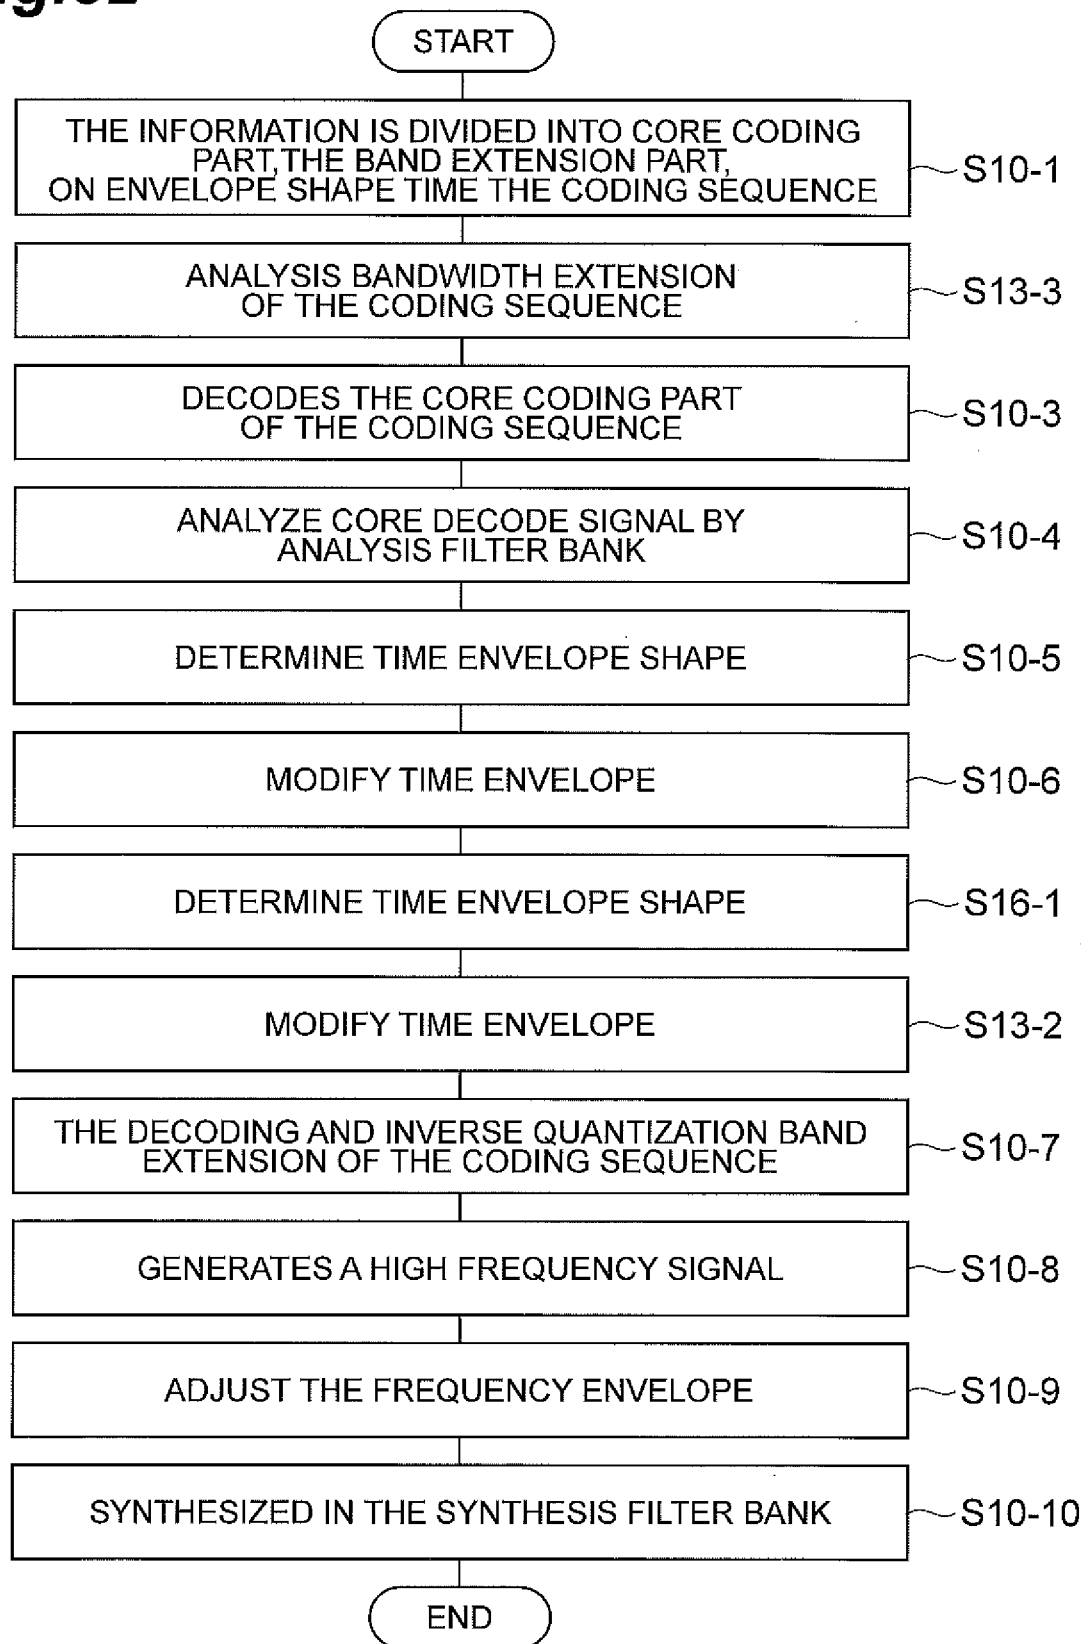 START
THE INFORMATION IS DIVIDED INTO CORE CODING
PART,THE BAND EXTENSION PART,
ON ENVELOPE SHAPE TIME THE CODING SEQUENCE
S10-1
ANALYSIS BANDWIDTH EXTENSION
OF THE CODING SEQUENCE
S13-3
DECODES THE CORE CODING PART
OF THE CODING SEQUENCE
S10-3
ANALYZE CORE DECODE SIGNAL BY
ANALYSIS FILTER BANK
S10-4
DETERMINE TIME ENVELOPE SHAPE
S10-5
MODIFY TIME ENVELOPE
S10-6
DETERMINE TIME ENVELOPE SHAPE
S16-1
MODIFY TIME ENVELOPE
S13-2
THE DECODING AND INVERSE QUANTIZATION BAND
EXTENSION OF THE CODING SEQUENCE
S10-7
GENERATES A HIGH FREQUENCY SIGNAL
S10-8
ADJUST THE FREQUENCY ENVELOPE
S10-9
SYNTHESIZED IN THE SYNTHESIS FILTER BANK
S10-10
END